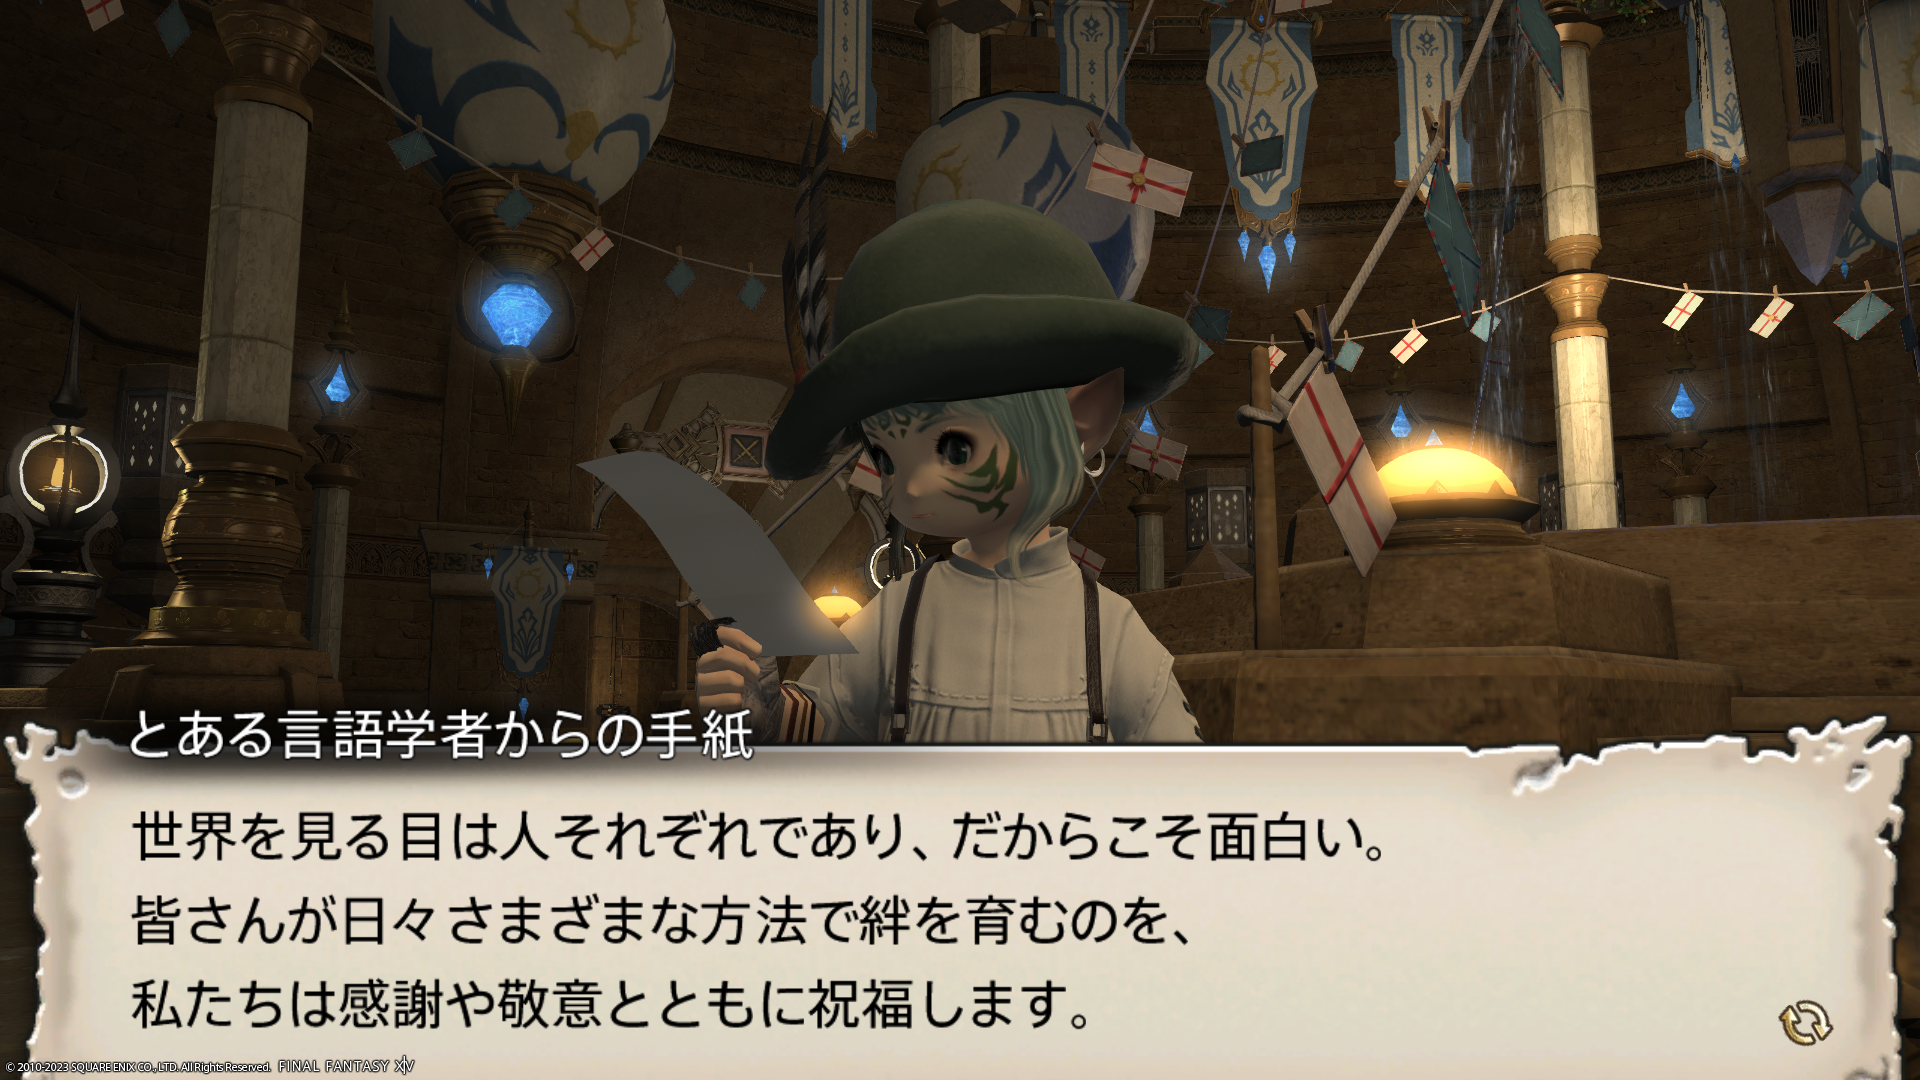 とある言語学者からの手紙
世界を見る目は人それぞれであり、だからこそ面白い。
皆さんが日々さまざまな方法で絆を育むのを、
私たちは感謝や敬意とともに祝福します。
© 2010-2023 SQUARE ENIX CO., LTD. All Rights Reserved. FINAL FANTASY XIV